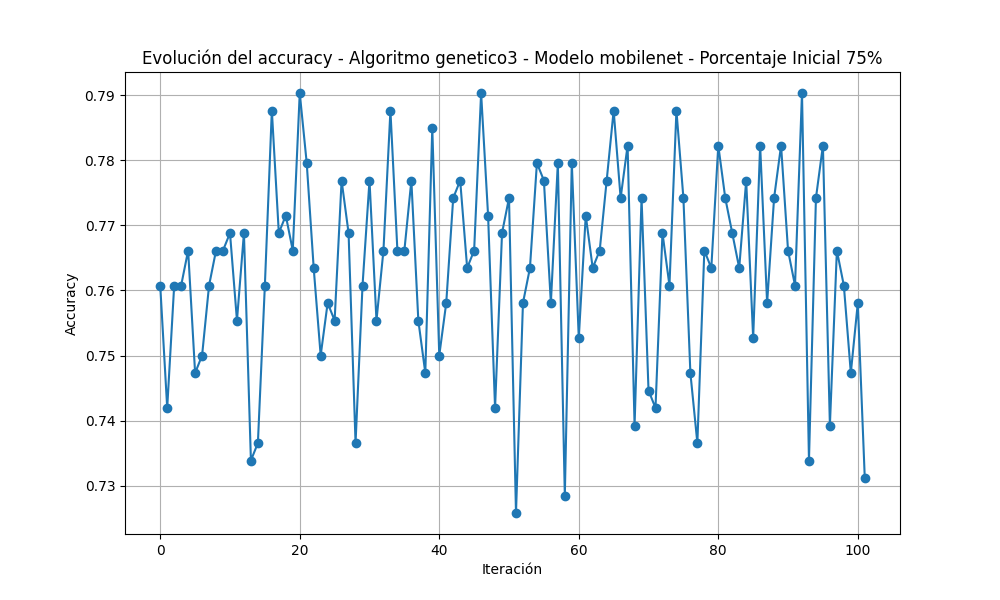 Evolución del accuracy - Algoritmo genetico3 - Modelo mobilenet - Porcentaje Inicial 75%
0.79
0.78
0.77
0.76
0.75
0.74
0.73
Accuracy
0 20 40 60 80 100
Iteración